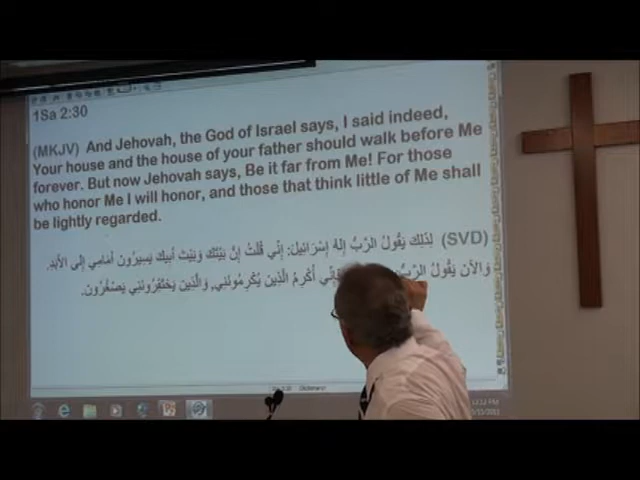 1Sa 2:30
(MKJV) And Jehovah, the God of Israel says, I said indeed,
Your house and the house of your father should walk before Me
forever. But now Jehovah says, Be it far from Me! For those
who honor Me I will honor, and those that think little of Me shall
be lightly regarded.
(SVD) لِذَلِكَ يَقُولُ الرَّبُّ إِلَهُ إِسْرَائِيلَ: إِنِّي قُلْتُ إِنَّ بَيْتَكَ وَبَيْتَ أَبِيكَ يَسِيرُونَ أَمَامِي إِلَى الأَبَدِ.
وَالآنَ يَقُولُ الرَّبُّ فَإِنِّي أُكْرِمُ الَّذِينَ يُكْرِمُونَنِي, وَالَّذِينَ يَحْتَقِرُونَنِي يَصْغُرُونَ.
Dictionary